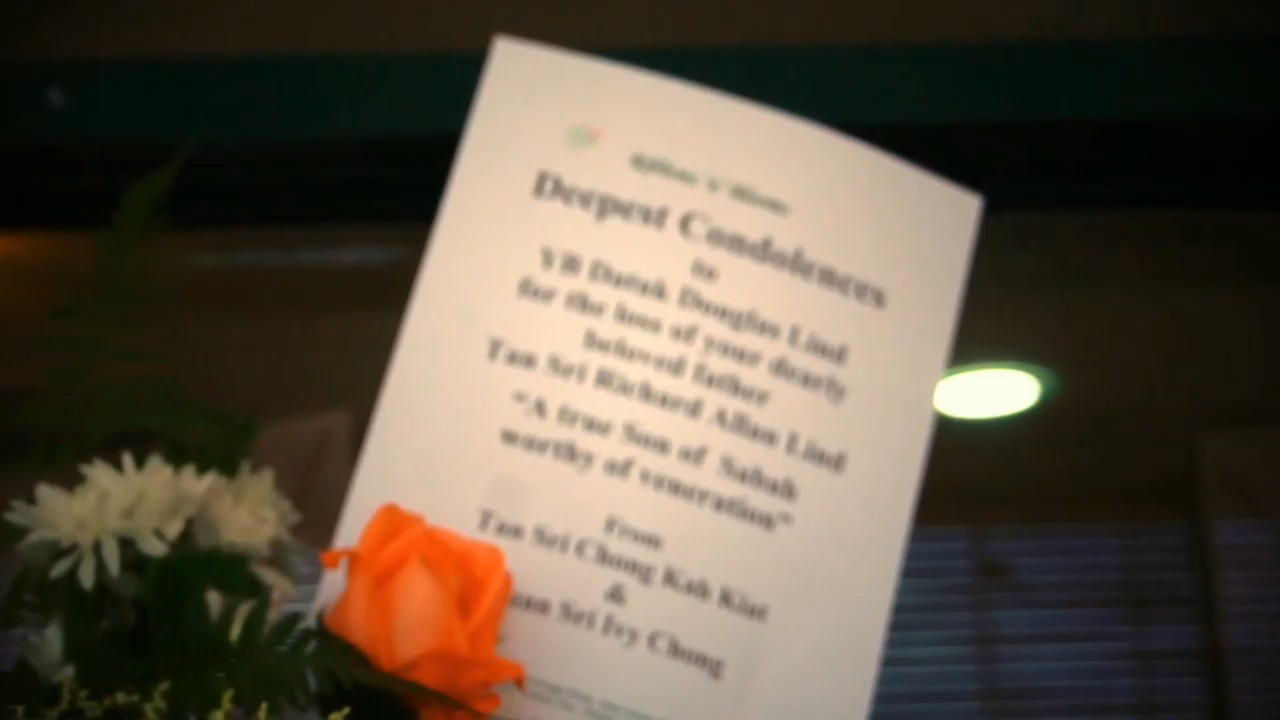 Deepest Condolences
to
YB Datuk Douglas Lind
for the loss of your dearly
beloved father
Tan Sri Richard Allan Lind
"A true Son of Sabah
worthy of veneration"
From
Tan Sri Chong Kah Kiat
&
Sri Ivy Chong